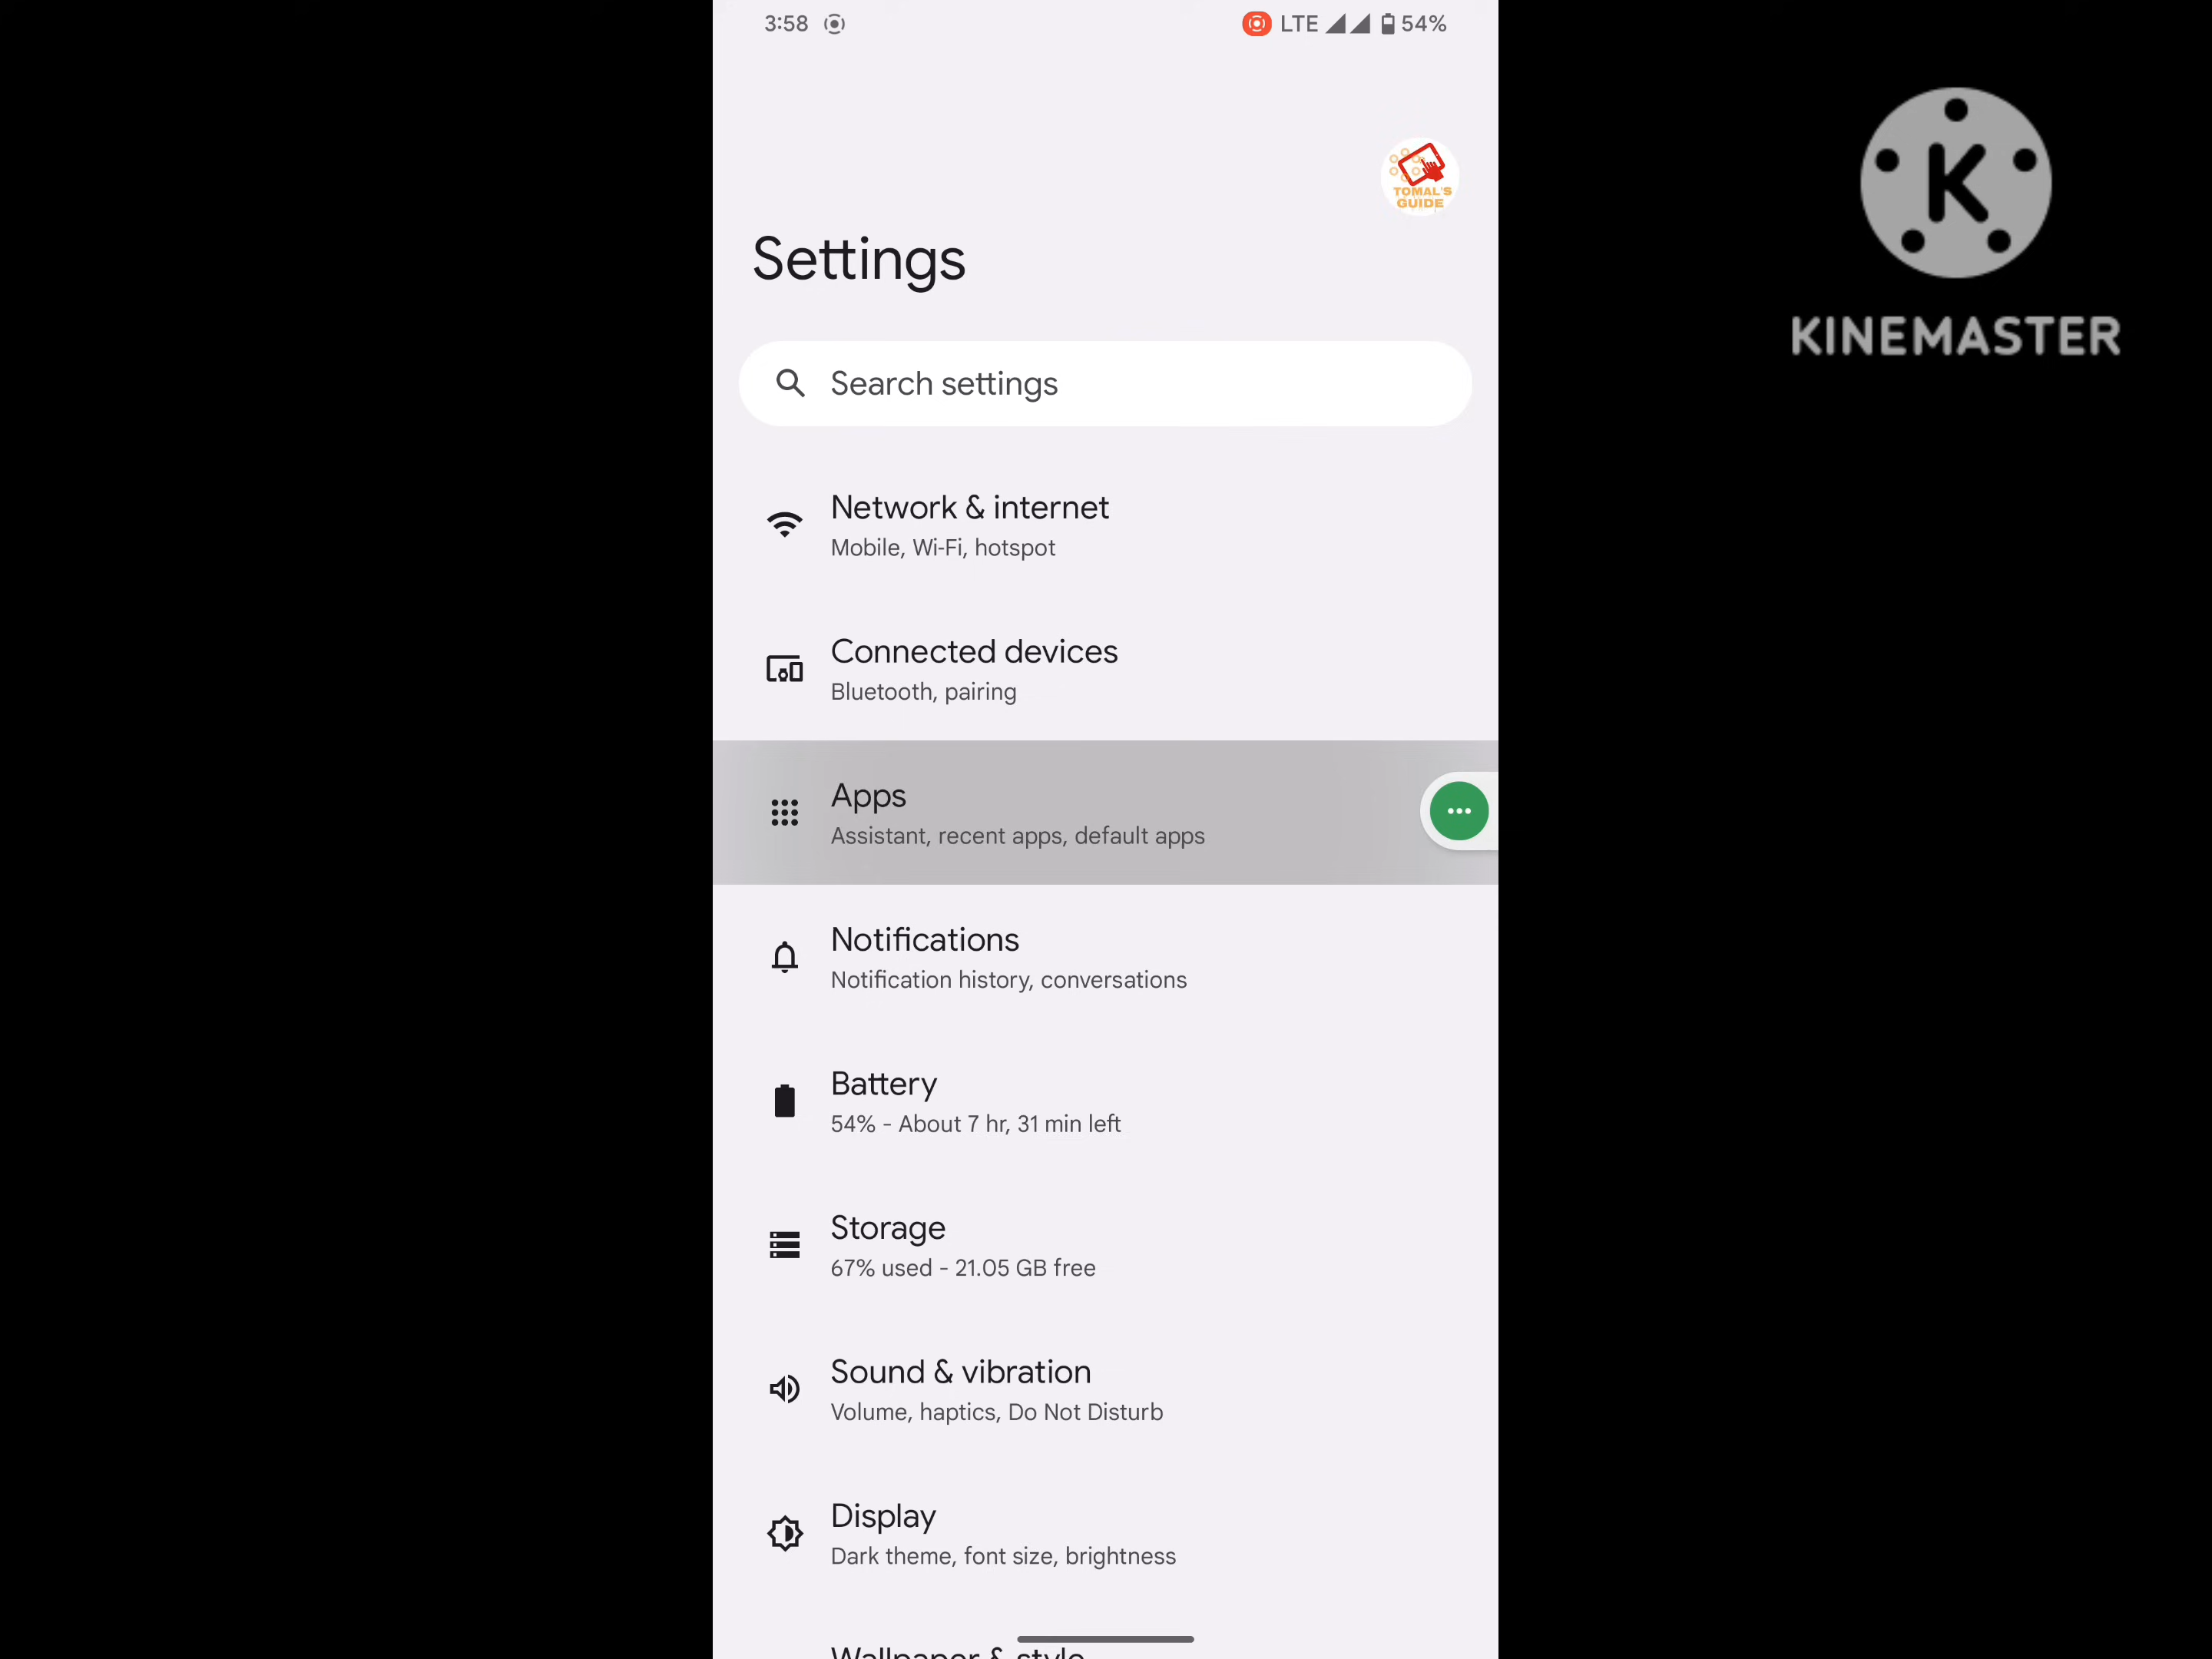 3:58
LTE 54%
TOMAL'S
GUIDE
K
KINEMASTER
Settings
Search settings
Network & internet
Mobile, Wi-Fi, hotspot
Connected devices
Bluetooth, pairing
Apps
Assistant, recent apps, default apps
Notifications
Notification history, conversations
Battery
54% - About 7 hr, 31 min left
Storage
67% used - 21.05 GB free
Sound & vibration
Volume, haptics, Do Not Disturb
Display
Dark theme, font size, brightness
Wallpaper & style